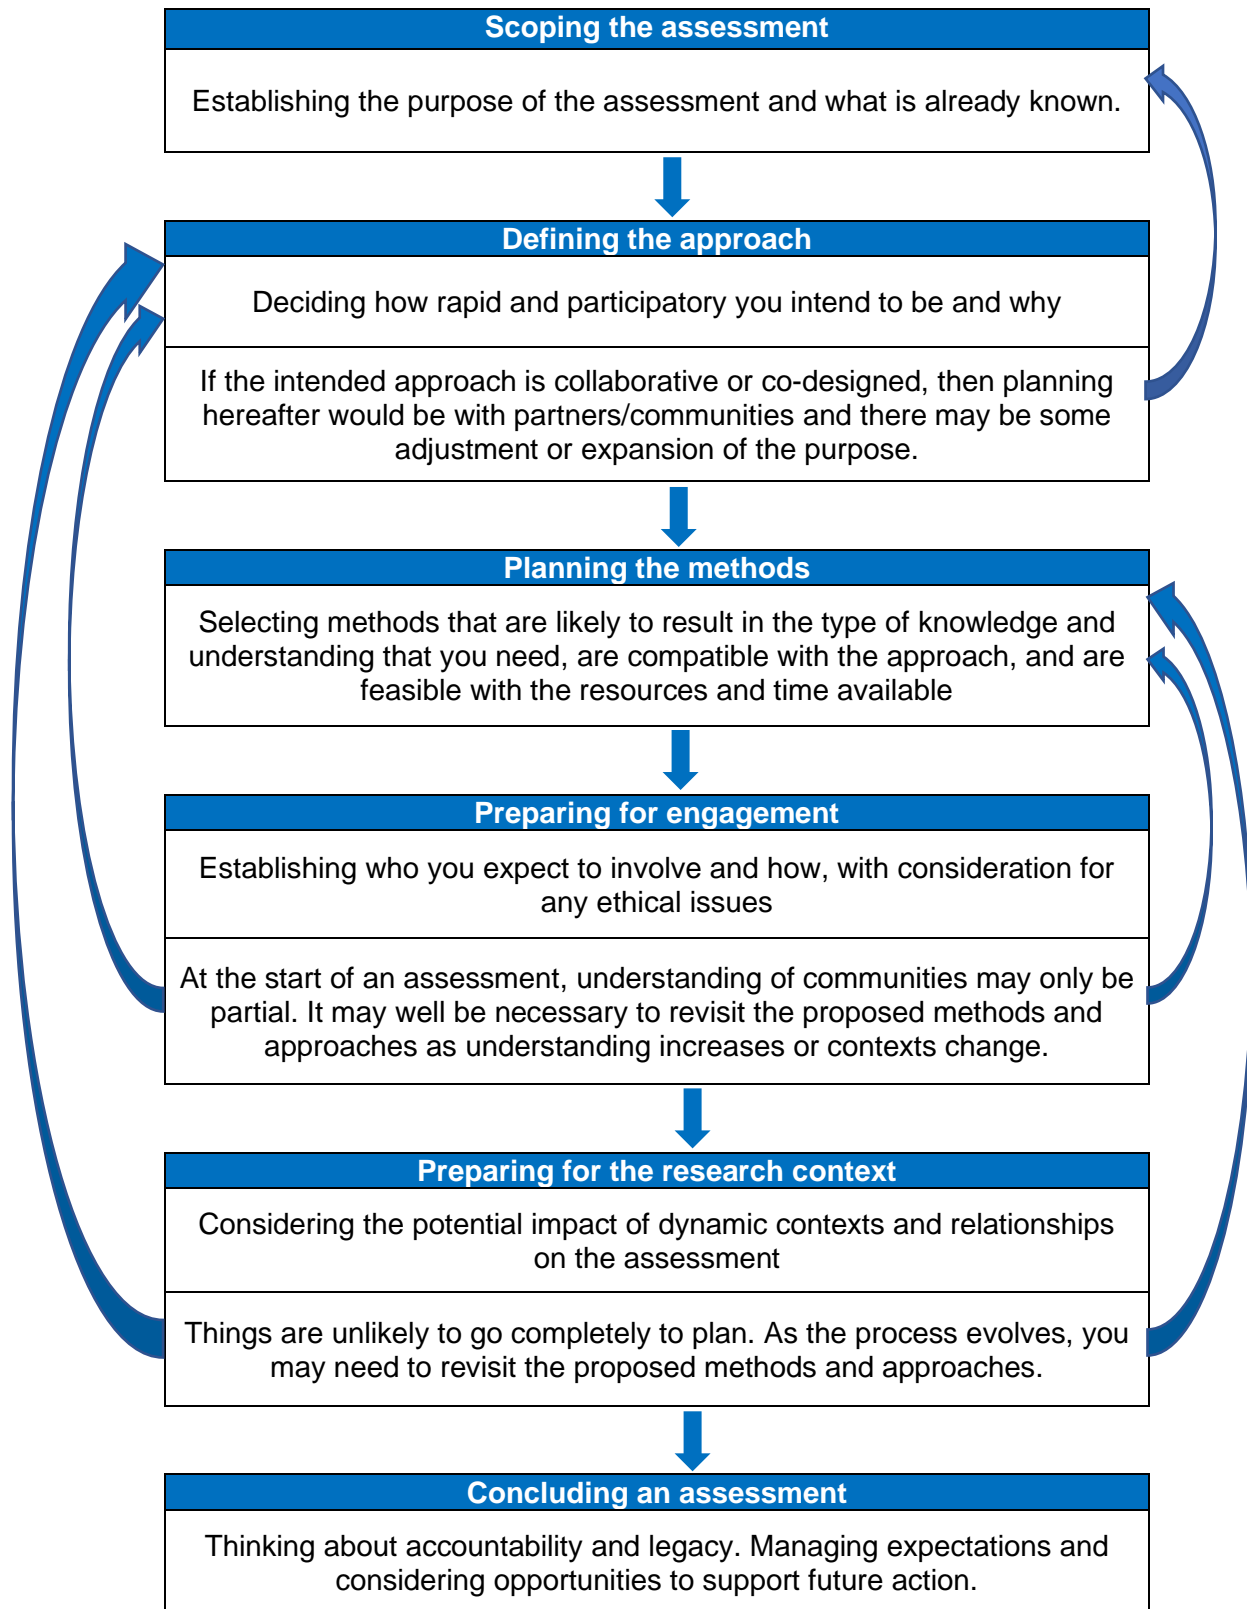 Scoping the assessment
Establishing the purpose of the assessment and what is already known.
Defining the approach
Deciding how rapid and participatory you intend to be and why
If the intended approach is collaborative or co-designed, then planning
hereafter would be with partners/communities and there may be some
adjustment or expansion of the purpose.
Planning the methods
Selecting methods that are likely to result in the type of knowledge and
understanding that you need, are compatible with the approach, and are
feasible with the resources and time available
Preparing for engagement
Establishing who you expect to involve and how, with consideration for
any ethical issues
At the start of an assessment, understanding of communities may only be
partial. It may well be necessary to revisit the proposed methods and
approaches as understanding increases or contexts change.
Preparing for the research context
Considering the potential impact of dynamic contexts and relationships
on the assessment
Things are unlikely to go completely to plan. As the process evolves, you
may need to revisit the proposed methods and approaches.
Concluding an assessment
Thinking about accountability and legacy. Managing expectations and
considering opportunities to support future action.